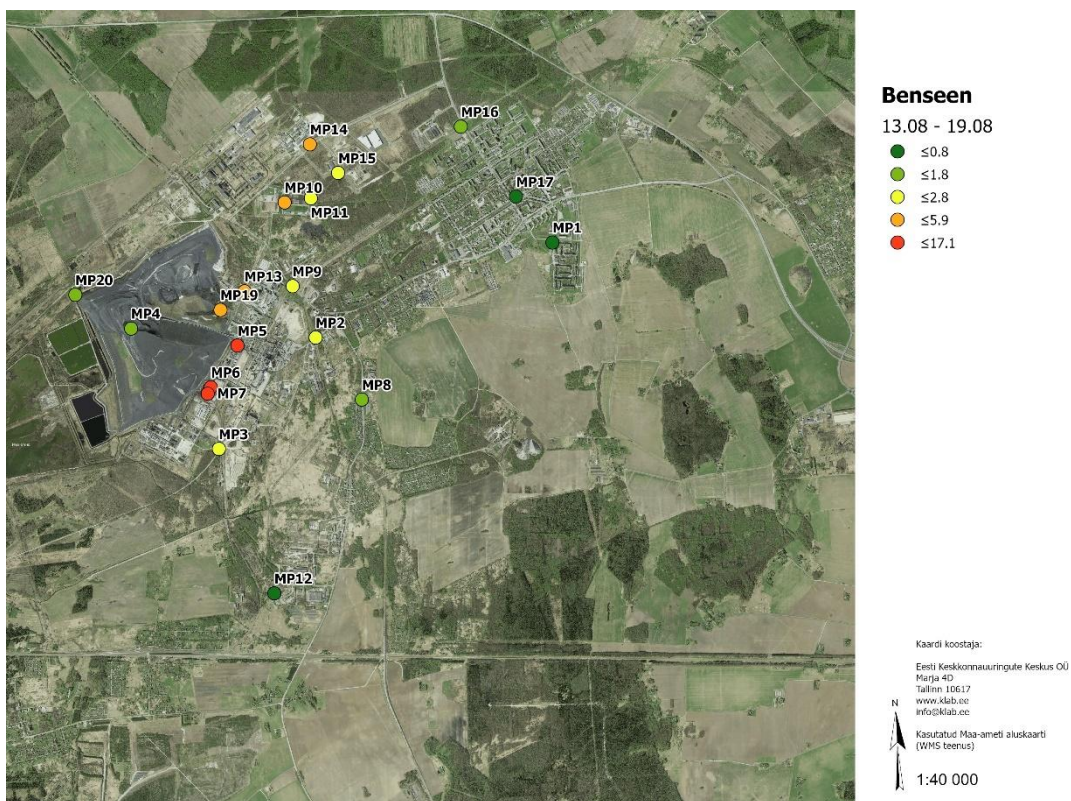 Benseen
13.08 - 19.08
≤0.8
≤1.8
≤2.8
≤5.9
≤17.1
MP16
MP14
MP15
MP17
MP10
MP11
MP1
MP20
MP13
MP9
MP19
MP4
MP5
MP2
MP6
MP7
MP8
MP3
MP12
Kaardi koostaja:
Eesti Keskkonnauuringute Keskus OÜ
Marja 4D
Tallinn 10617
www.klab.ee
info@klab.ee
N
Kasutatud Maa-ameti aluskaarti
(WMS teenus)
1:40 000